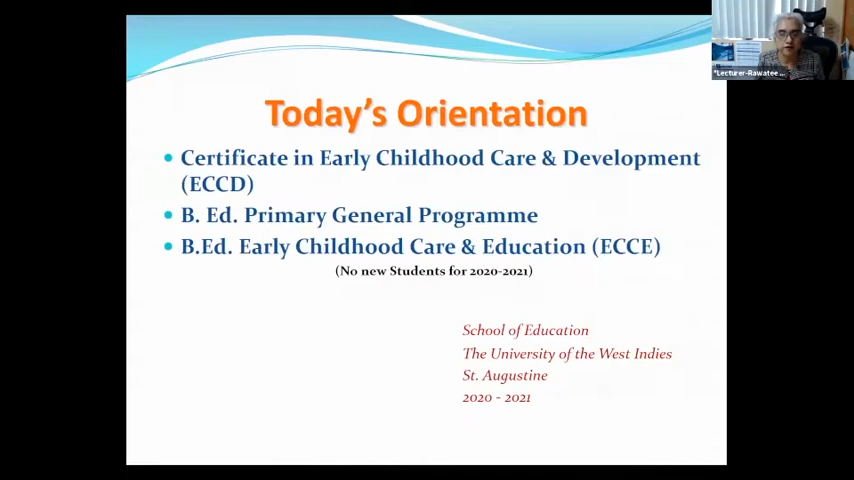 Today's Orientation
Certificate in Early Childhood Care & Development
(ECCD)
B. Ed. Primary General Programme
B.Ed. Early Childhood Care & Education (ECCE)
(No new Students for 2020-2021)
School of Education
The University of the West Indies
St. Augustine
2020 - 2021
*Lecturer-Rawatee ...